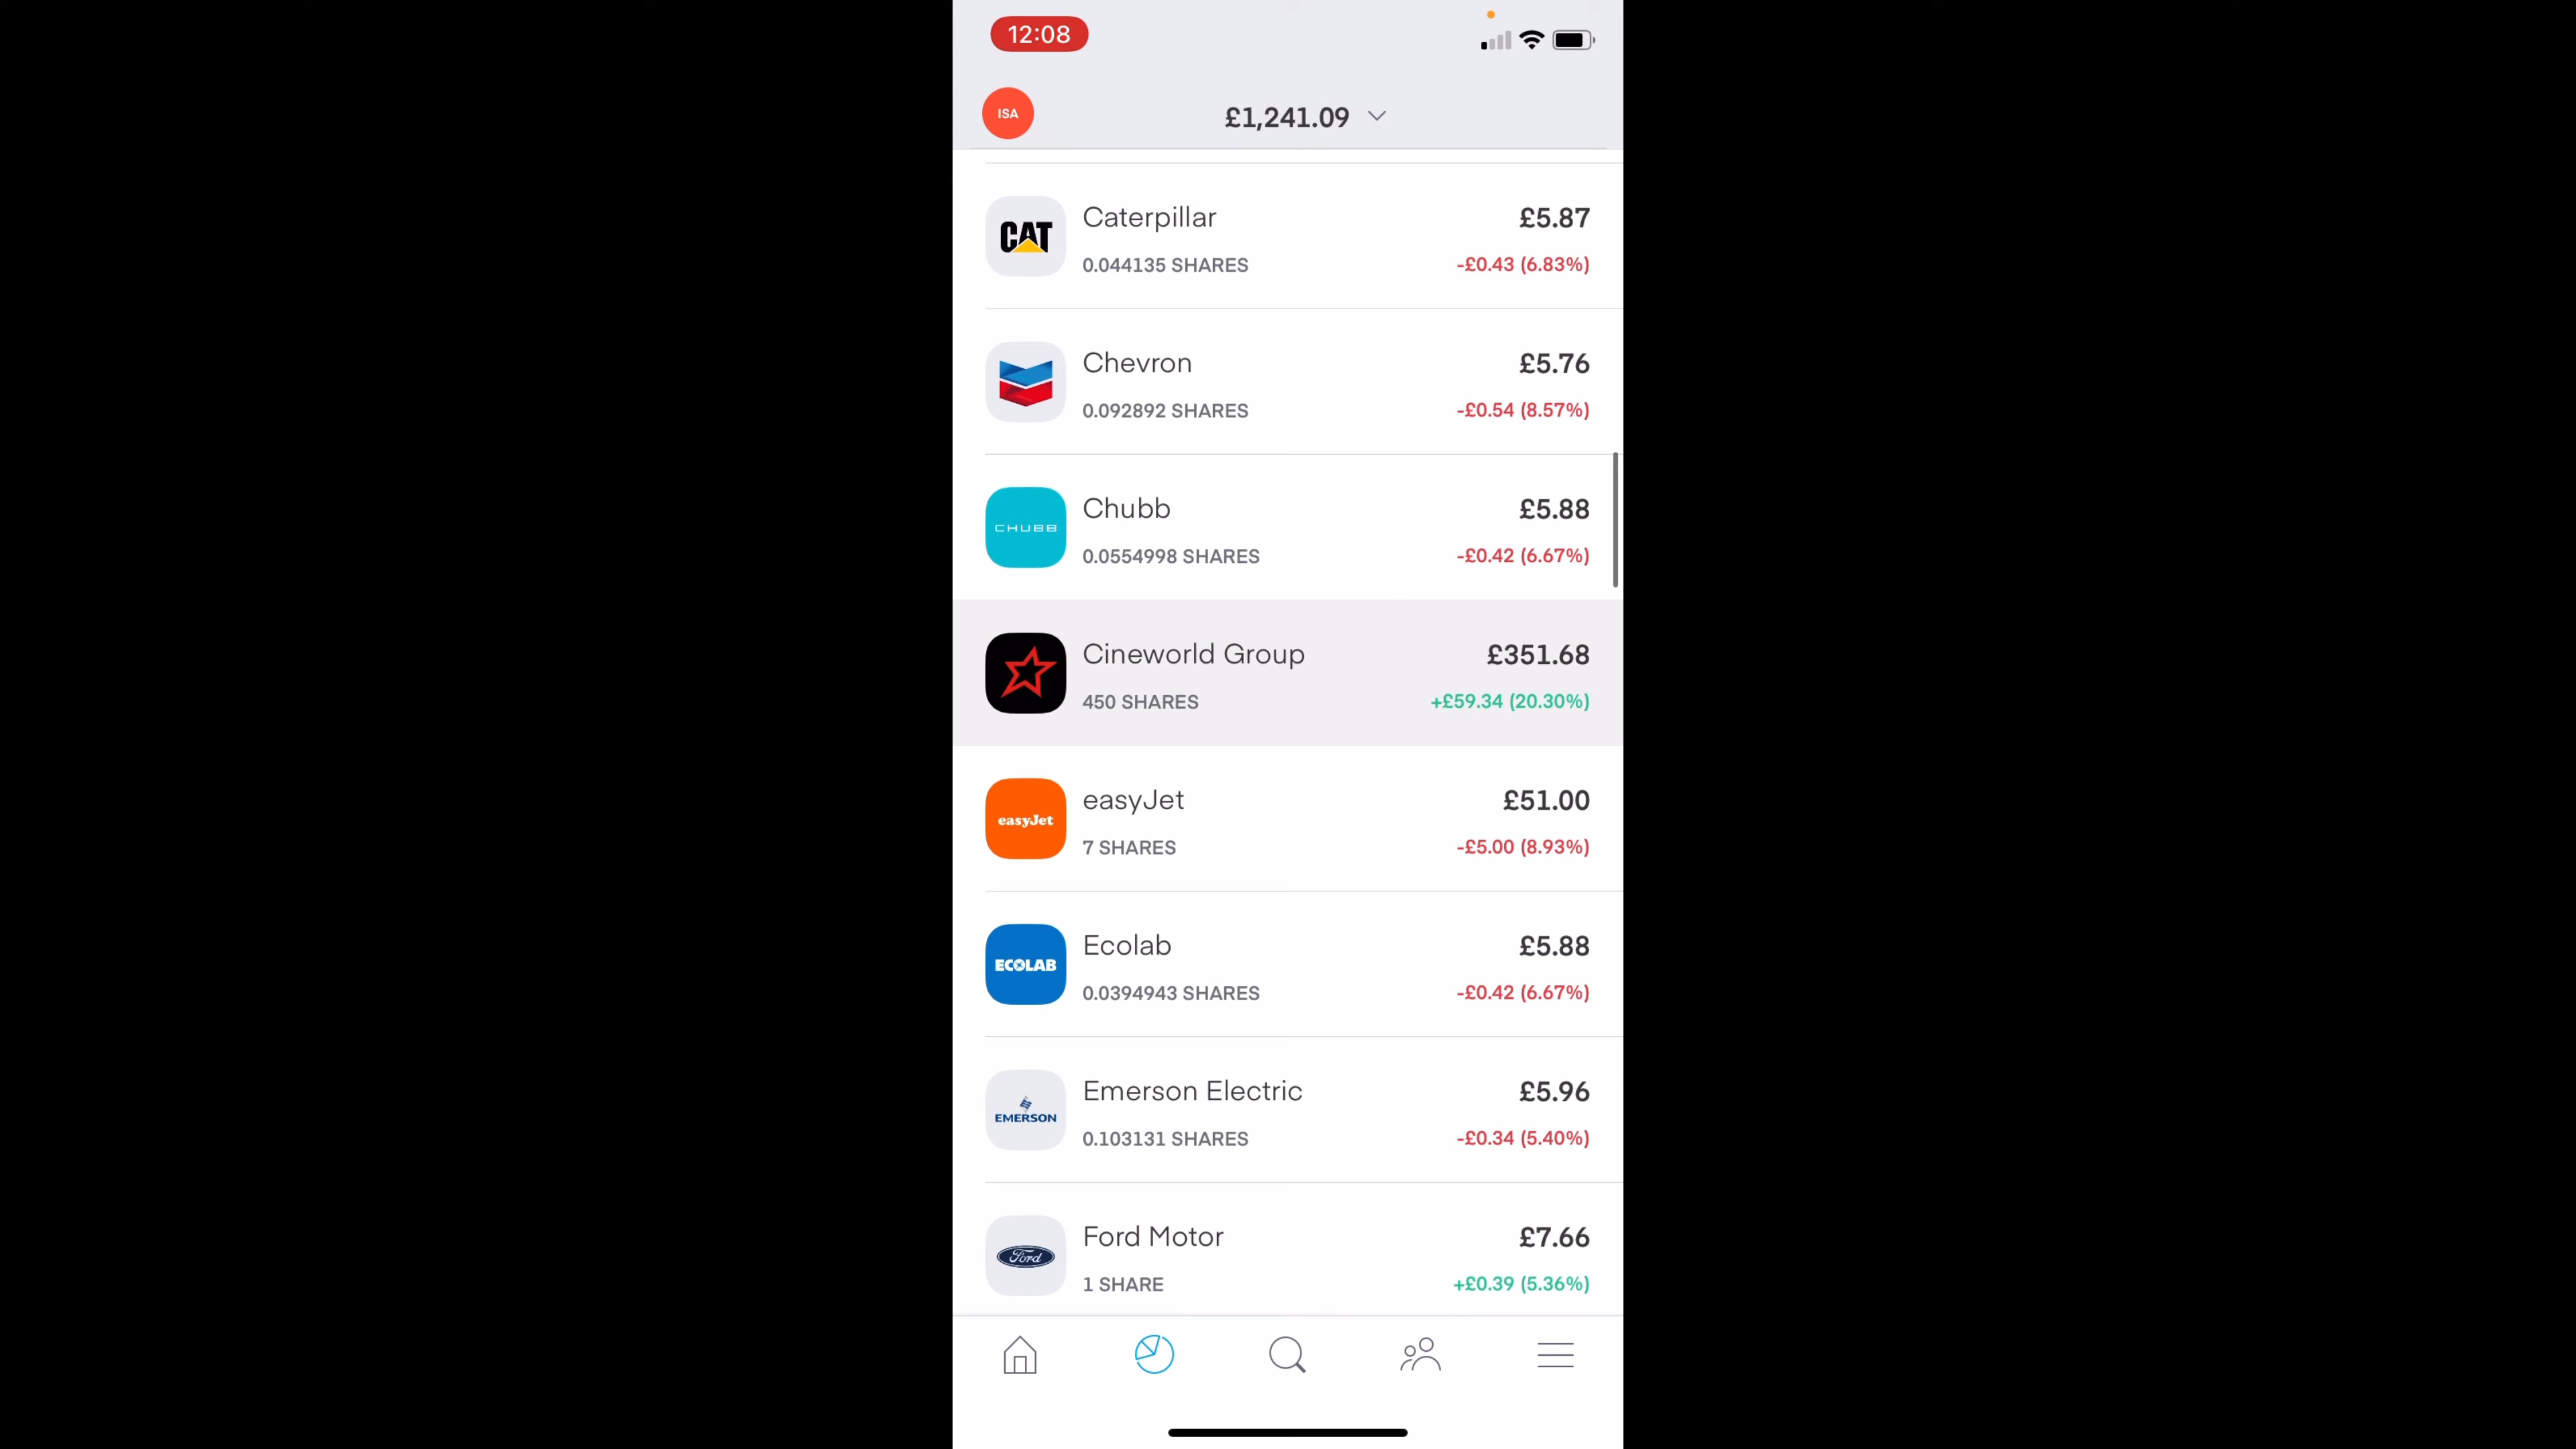 12:08
ISA
£1,241.09
CAT
Caterpillar
£5.87
0.044135 SHARES
-£0.43 (6.83%)
Chevron
£5.76
0.092892 SHARES
-£0.54 (8.57%)
CHUBB
Chubb
£5.88
0.0554998 SHARES
-£0.42 (6.67%)
Cineworld Group
£351.68
450 SHARES
+£59.34 (20.30%)
easyJet
easyJet
£51.00
7 SHARES
-£5.00 (8.93%)
ECOLAB
Ecolab
£5.88
0.0394943 SHARES
-£0.42 (6.67%)
EMERSON
Emerson Electric
£5.96
0.103131 SHARES
-£0.34 (5.40%)
Ford
Ford Motor
£7.66
1 SHARE
+£0.39 (5.36%)